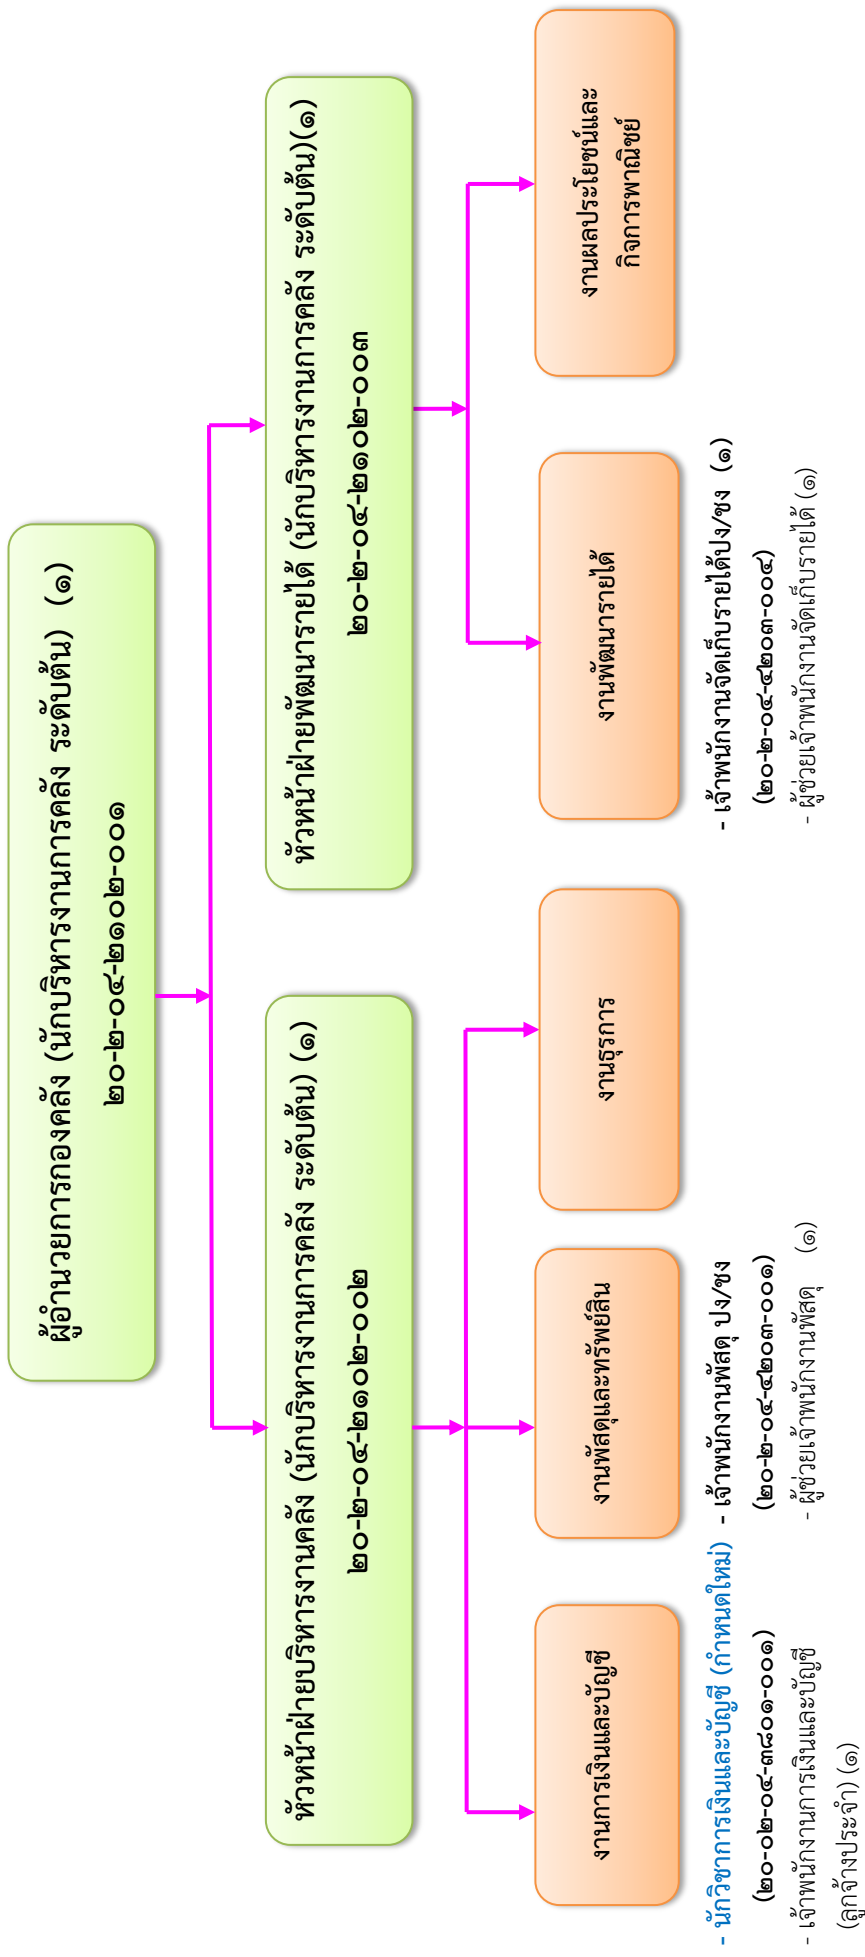 ผู้อำนวยการกองคลัง (นักบริหารงานการคลัง ระดับต้น) (๑)
๒๐-๒-๐๔-๒๑๐๒-๐๐๑
หัวหน้าฝ่ายบริหารงานคลัง (นักบริหารงานการคลัง ระดับต้น) (๑)
๒๐-๒-๐๔-๒๑๐๒-๐๐๒
หัวหน้าฝ่ายพัฒนารายได้ (นักบริหารงานการคลัง ระดับต้น)(๑)
๒๐-๒-๐๔-๒๑๐๒-๐๐๓
งานการเงินและบัญชี
งานพัสดุและทรัพย์สิน
งานธุรการ
งานพัฒนารายได้
งานผลประโยชน์และ
กิจการพาณิชย์
- นักวิชาการเงินและบัญชี (กำหนดใหม่)
(๒๐-๐๒-๐๔-๓๘๐๑-๐๐๑)
- เจ้าพนักงานการเงินและบัญชี
(ลูกจ้างประจำ) (๑)
- เจ้าพนักงานพัสดุ ปง/ชง
(๒๐-๒-๐๔-๔๒๐๓-๐๐๑)
- ผู้ช่วยเจ้าพนักงานพัสดุ (๑)
- เจ้าพนักงานจัดเก็บรายได้ปง/ชง (๑)
(๒๐-๒-๐๔-๔๒๐๓-๐๐๔)
- ผู้ช่วยเจ้าพนักงานจัดเก็บรายได้ (๑)